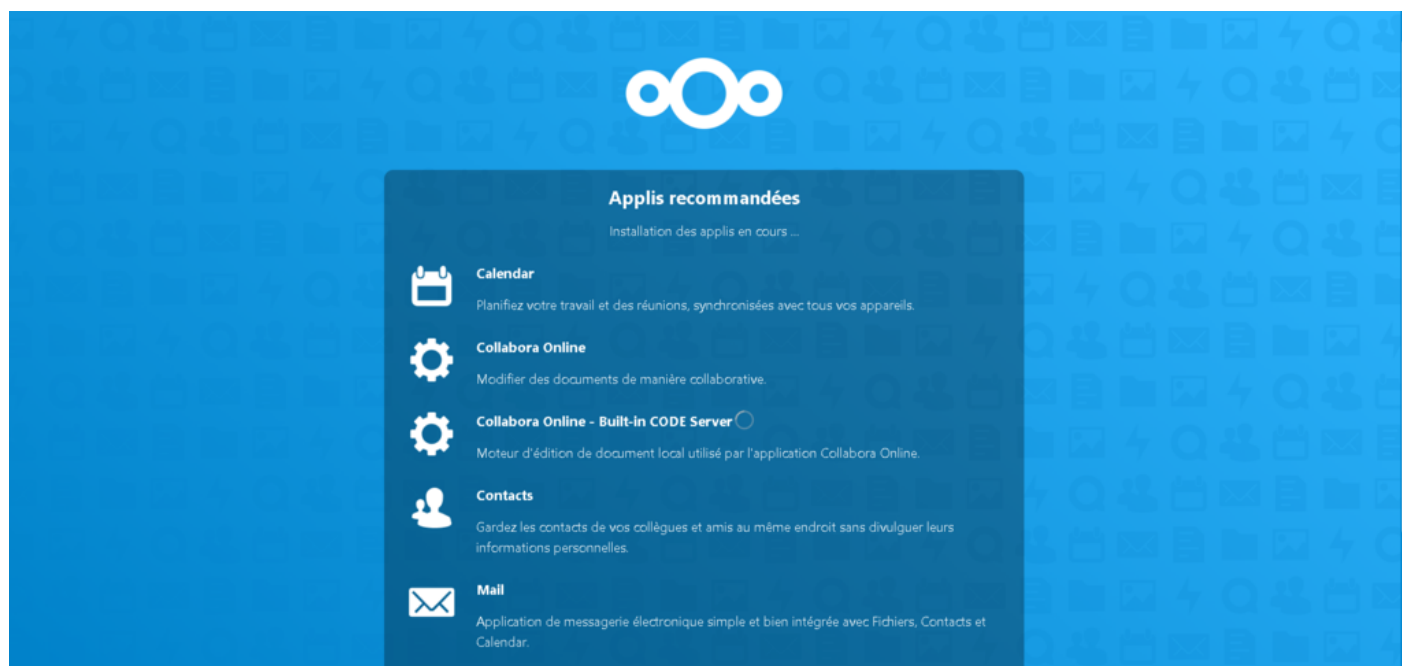 Applis recommandées
Installation des applis en cours ...
Calendar
Planifiez votre travail et des réunions, synchronisées avec tous vos appareils.
Collabora Online
Modifier des documents de manière collaborative.
Collabora Online - Built-in CODE Server
Moteur d'édition de document local utilisé par l'application Collabora Online.
Contacts
Gardez les contacts de vos collègues et amis au même endroit sans divulguer leurs
informations personnelles.
Mail
Application de messagerie électronique simple et bien intégrée avec Fichiers, Contacts et
Calendar.